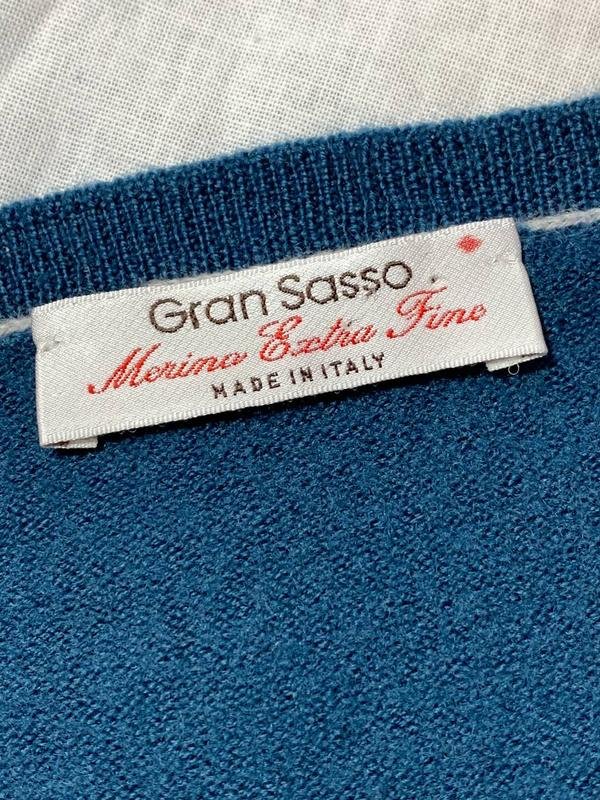 Gran Sasso
Merino Extra Fine
MADE IN ITALY